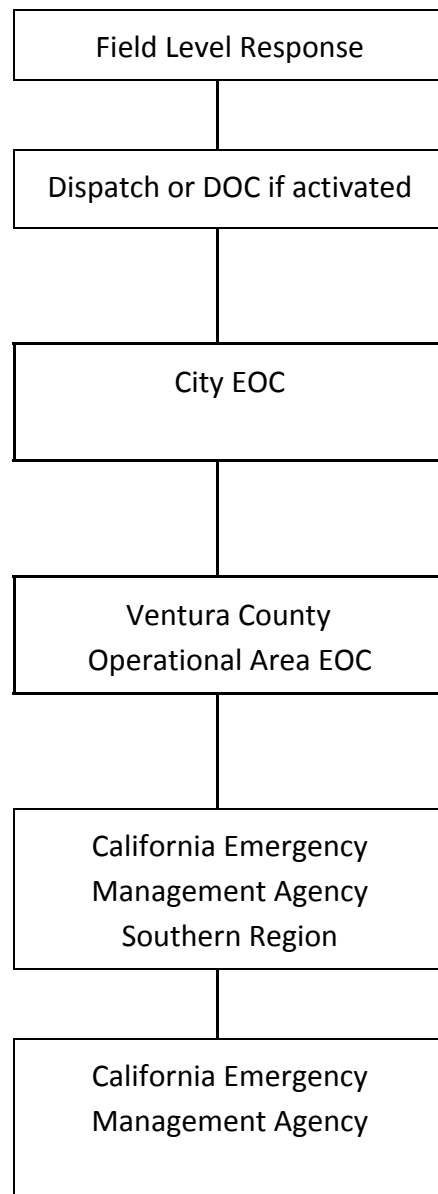 Field Level Response
Dispatch or DOC if activated
City EOC
Ventura County
Operational Area EOC
California Emergency
Management Agency
Southern Region
California Emergency
Management Agency